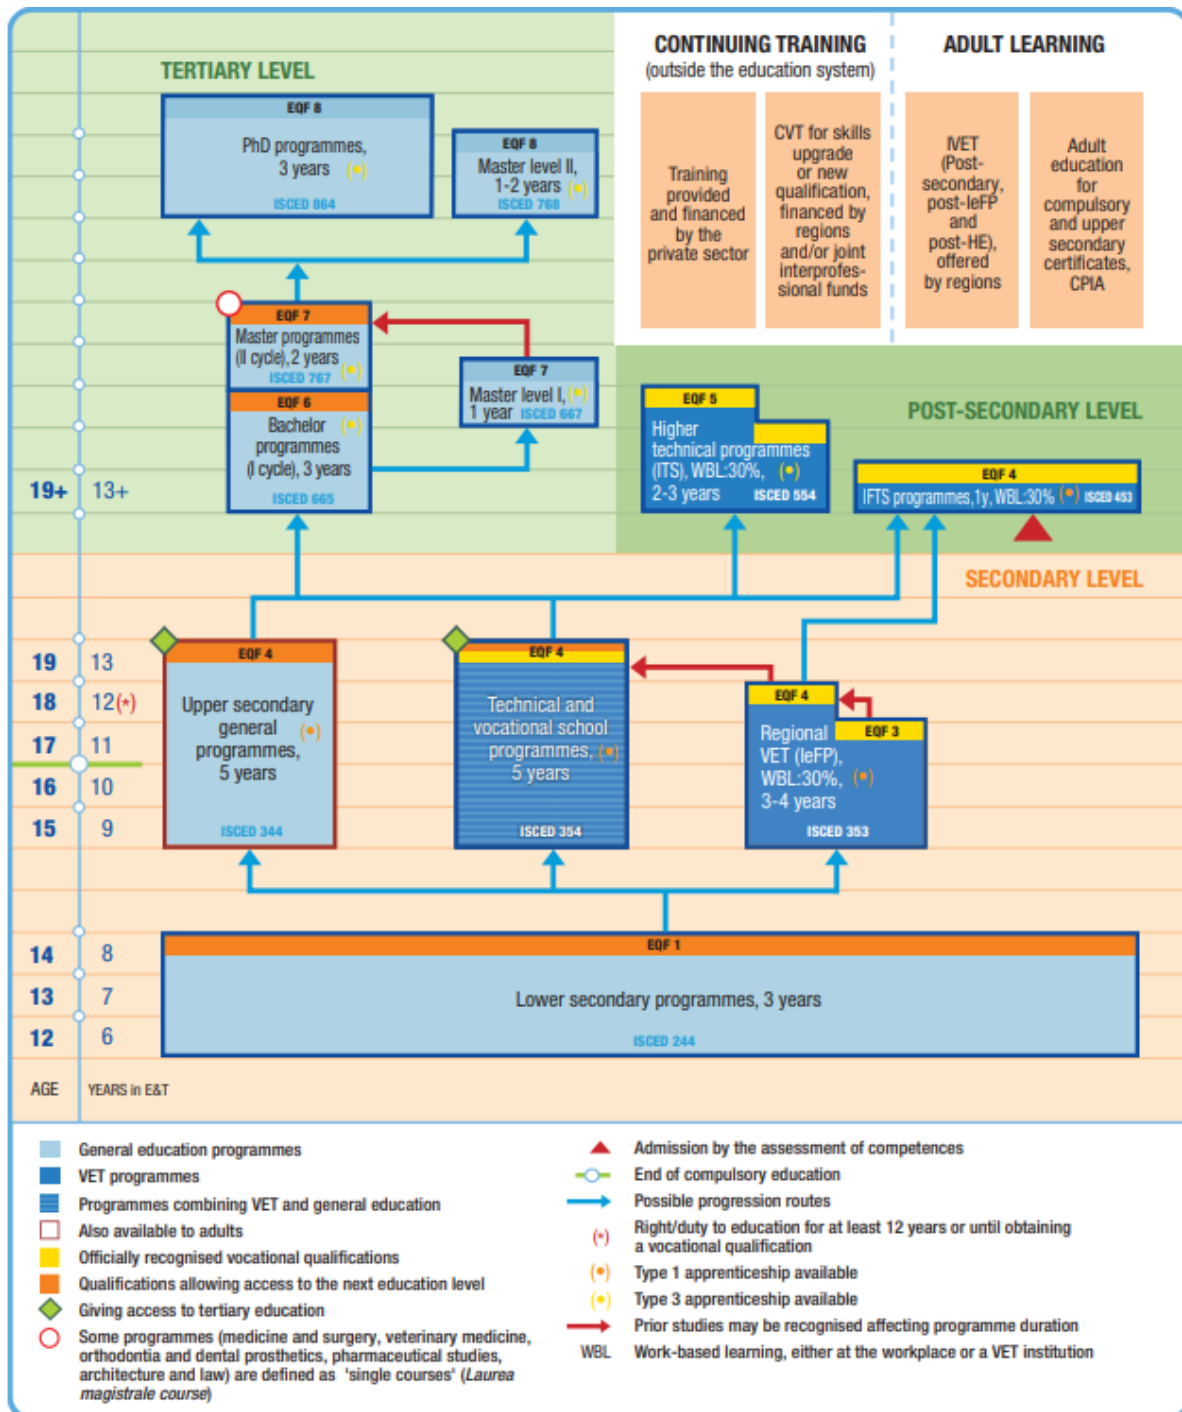 CONTINUING TRAINING
(outside the education system)
ADULT LEARNING
TERTIARY LEVEL
EQF 8
PhD programmes,
3 years (•)
ISCED 864
EQF 8
Master level II,
1-2 years (•)
ISCED 768
Training
provided
and financed
by the
private sector
CVT for skills
upgrade
or new
qualification,
financed by
regions
and/or joint
interprofes-
sional funds
IVET
(Post-
secondary,
post-IeFP
and
post-HE),
offered
by regions
Adult
education
for
compulsory
and upper
secondary
certificates,
CPIA
EQF 7
Master programmes
(II cycle), 2 years
ISCED 767 (•)
EQF 7
Master level I, (•)
1 year ISCED 667
EQF 6
Bachelor (•)
programmes
(I cycle), 3 years
ISCED 665
POST-SECONDARY LEVEL
EQF 5
Higher
technical programmes
(ITS), WBL:30%, (•)
2-3 years ISCED 554
EQF 4
IFTS programmes,1y, WBL:30% (•) ISCED 453
19+ 13+
SECONDARY LEVEL
EQF 4
Upper secondary
general (•)
programmes,
5 years
ISCED 344
EQF 4
Technical and
vocational school
programmes, (•)
5 years
ISCED 354
EQF 4
EQF 3
Regional
VET (IeFP),
WBL:30%, (•)
3-4 years
ISCED 353
19 13
18 12(*)
17 11
16 10
15 9
EQF 1
Lower secondary programmes, 3 years
ISCED 244
14 8
13 7
12 6
AGE YEARS in E&T
General education programmes
VET programmes
Programmes combining VET and general education
Also available to adults
Officially recognised vocational qualifications
Qualifications allowing access to the next education level
Giving access to tertiary education
Some programmes (medicine and surgery, veterinary medicine,
orthodontia and dental prosthetics, pharmaceutical studies,
architecture and law) are defined as 'single courses' (Laurea
magistrale course)
Admission by the assessment of competences
End of compulsory education
Possible progression routes
(*) Right/duty to education for at least 12 years or until obtaining
a vocational qualification
(•) Type 1 apprenticeship available
(•) Type 3 apprenticeship available
Prior studies may be recognised affecting programme duration
WBL Work-based learning, either at the workplace or a VET institution